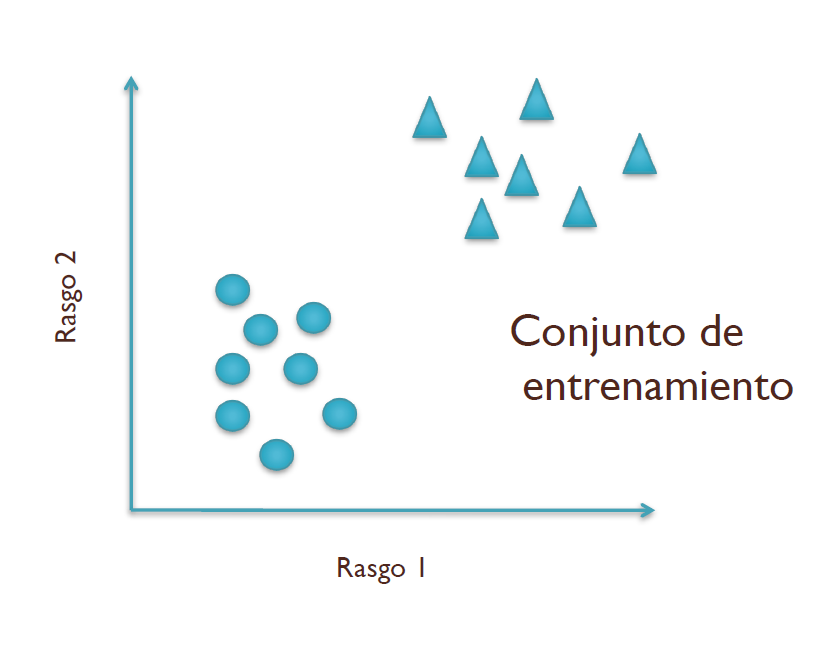 Rasgo 2
Conjunto de
entrenamiento
Rasgo 1